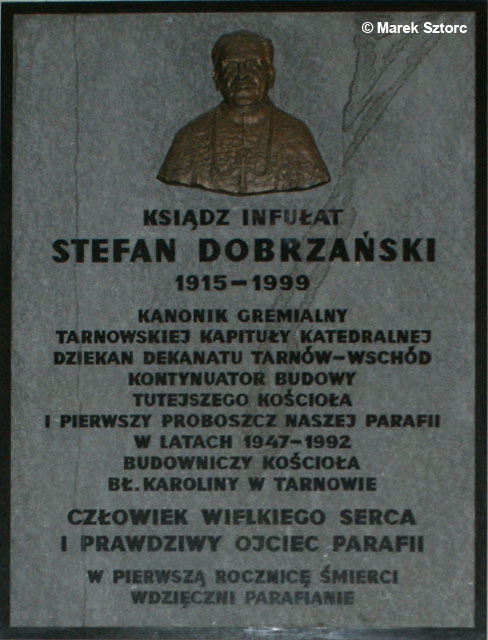 © Marek Sztorc
KSIĄDZ INFUŁAT
STEFAN DOBRZAŃSKI
1915–1999
KANONIK GREMIALNY
TARNOWSKIEJ KAPITUŁY KATEDRALNEJ
DZIEKAN DEKANATU TARNÓW–WSCHÓD
KONTYNUATOR BUDOWY
TUTEJSZEGO KOŚCIOŁA
I PIERWSZY PROBOSZCZ NASZEJ PARAFII
W LATACH 1947–1992
BUDOWNICZY KOŚCIOŁA
BŁ. KAROLINY W TARNOWIE
CZŁOWIEK WIELKIEGO SERCA
I PRAWDZIWY OJCIEC PARAFII
W PIERWSZĄ ROCZNICĘ ŚMIERCI
WDZIĘCZNI PARAFIANIE